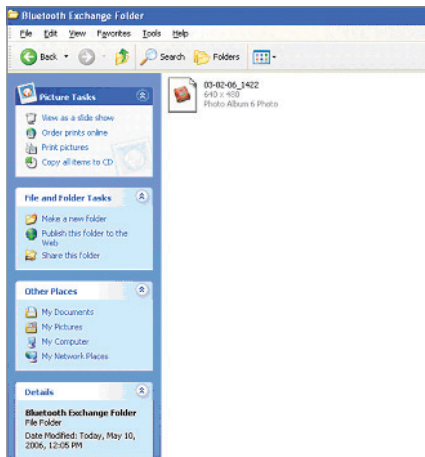 Bluetooth Exchange Folder
File Edit View Favorites Tools Help
Back Search Folders
Picture Tasks
View as a slide show
Order prints online
Print pictures
Copy all items to CD
File and Folder Tasks
Make a new folder
Publish this folder to the
Web
Share this folder
Other Places
My Documents
My Pictures
My Computer
My Network Places
Details
Bluetooth Exchange Folder
File Folder
Date Modified: Today, May 10,
2006, 12:05 PM
03-02-06_1422
640 x 480
Photo Album 6 Photo